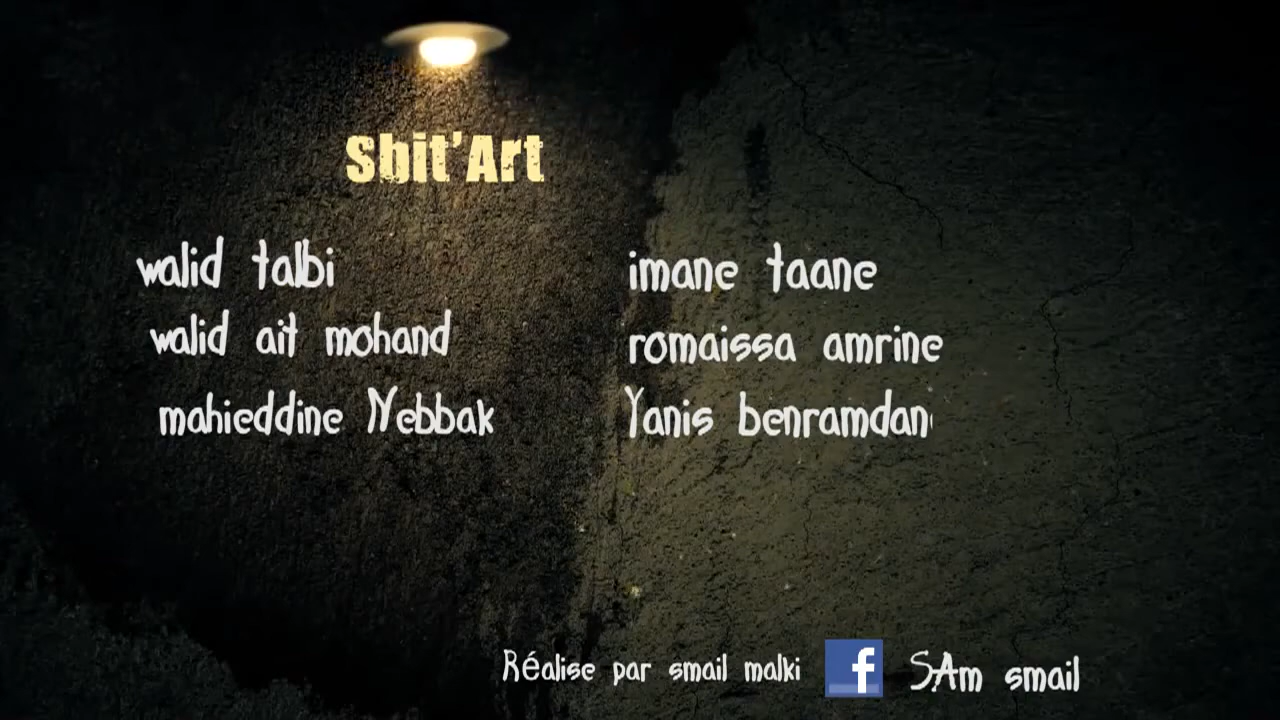 Sbit'Art
walid talbi
walid ait mohand
mahieddine Nebbak
imane taane
romaissa amrine
Yanis benramdan
Réalise par smail malki f SAm smail